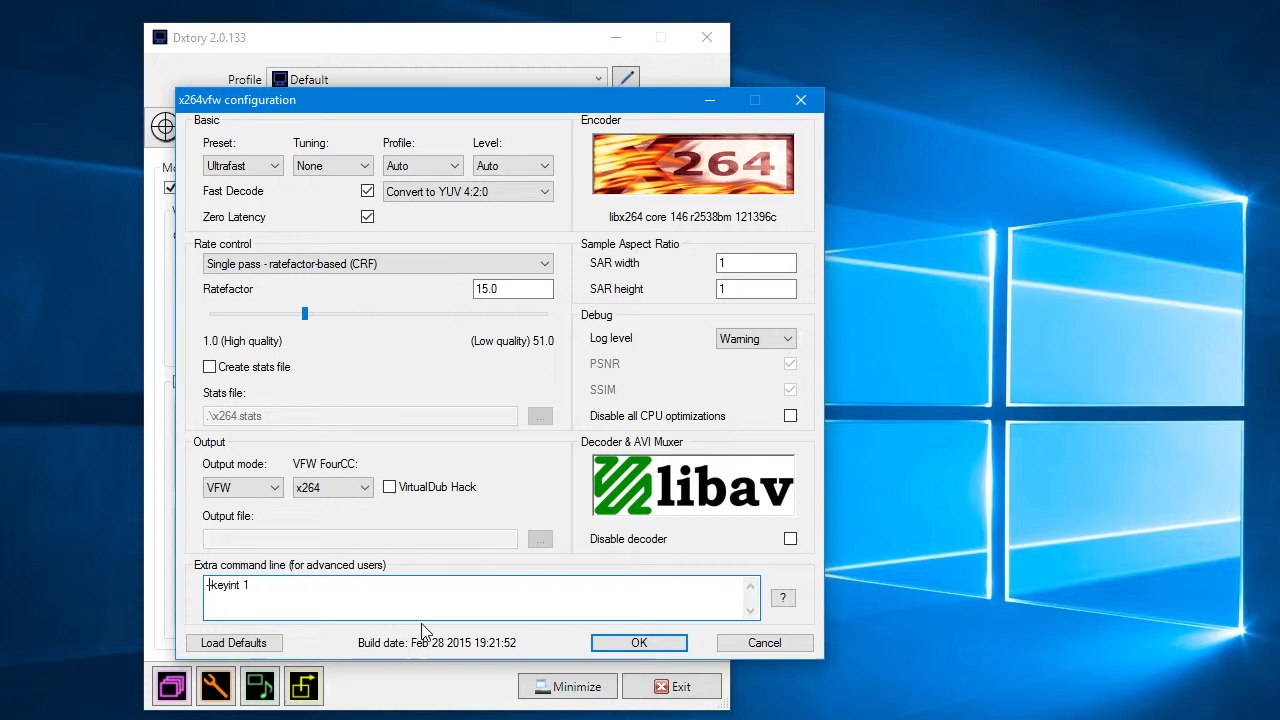 Dxtory 2.0.133
Profile
Default
x264vfw configuration
Basic
Preset:
Tuning:
Profile:
Level:
Ultrafast
None
Auto
Auto
Fast Decode
Convert to YUV 4:2:0
Zero Latency
Rate control
Single pass - ratefactor-based (CRF)
Ratefactor
15.0
1.0 (High quality)
(Low quality) 51.0
Create stats file
Stats file:
.\x264.stats
...
Output
Output mode:
VFW FourCC:
VFW
x264
VirtualDub Hack
Output file:
...
Encoder
264
libx264 core 146 r2538bm 121396c
Sample Aspect Ratio
SAR width
1
SAR height
1
Debug
Log level
Warning
PSNR
SSIM
Disable all CPU optimizations
Decoder & AVI Muxer
libav
Disable decoder
Extra command line (for advanced users)
-keyint 1
?
Load Defaults
Build date: Feb 28 2015 19:21:52
OK
Cancel
Minimize
Exit